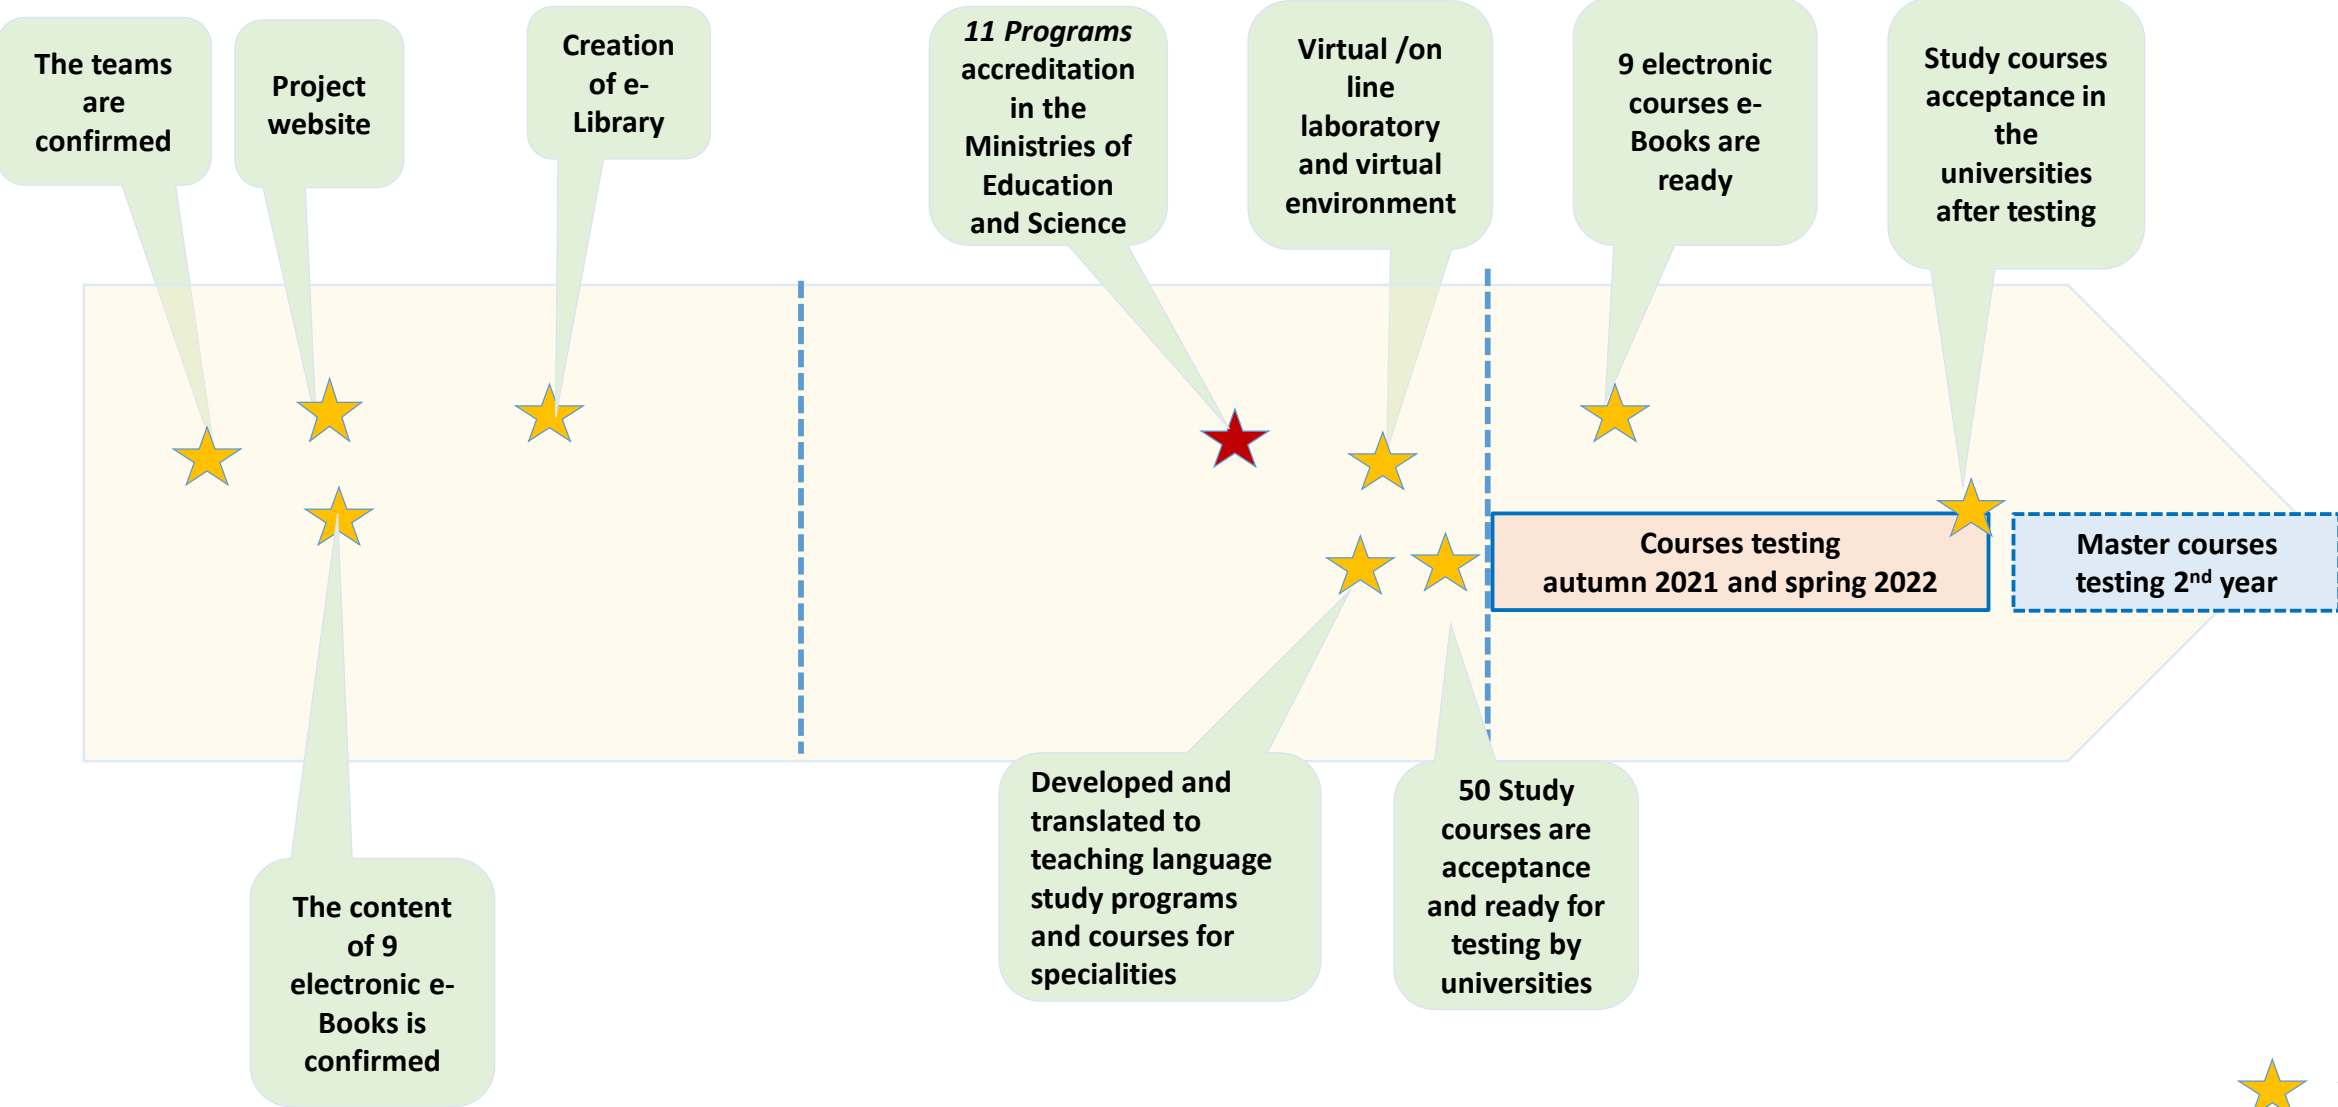 The teams
are
confirmed
Project
website
Creation
of e-
Library
11 Programs
accreditation
in the
Ministries of
Education
and Science
Virtual /on
line
laboratory
and virtual
environment
9 electronic
courses e-
Books are
ready
Study courses
acceptance in
the
universities
after testing
Courses testing
autumn 2021 and spring 2022
Master courses
testing 2nd year
The content
of 9
electronic e-
Books is
confirmed
Developed and
translated to
teaching language
study programs
and courses for
specialities
50 Study
courses are
acceptance
and ready for
testing by
universities